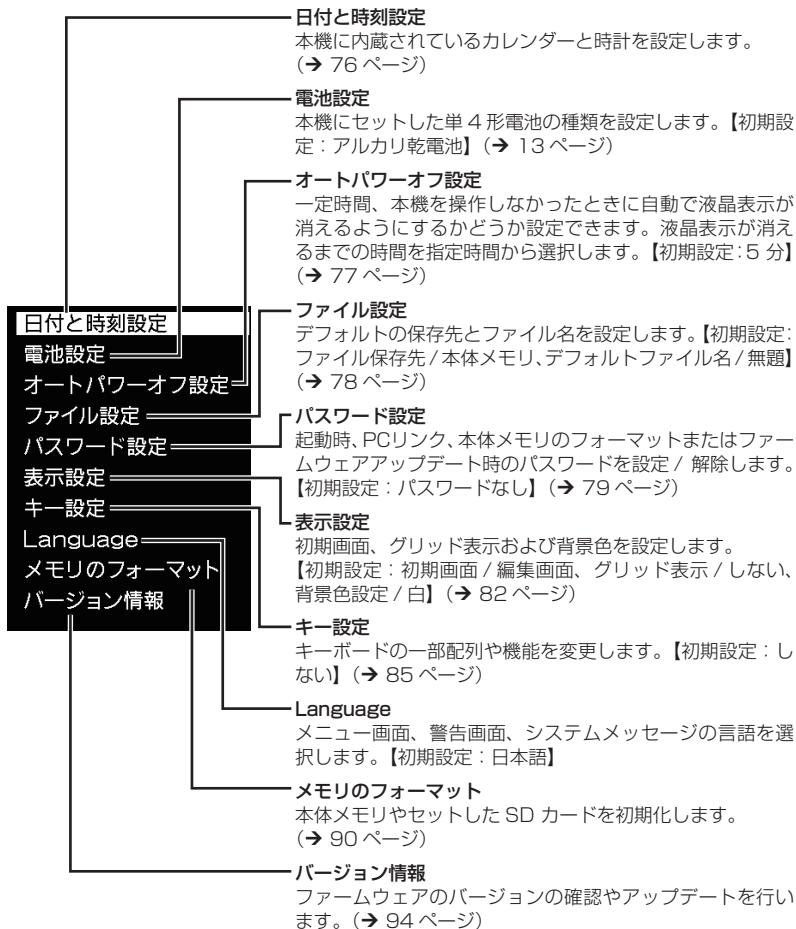 日付と時刻設定
本機に内蔵されているカレンダーと時計を設定します。
（➔ 76 ページ）
電池設定
本機にセットした単 4 形電池の種類を設定します。【初期設
定：アルカリ乾電池】（➔ 13 ページ）
オートパワーオフ設定
一定時間、本機を操作しなかったときに自動で液晶表示が
消えるようにするかどうか設定できます。液晶表示が消え
るまでの時間を指定時間から選択します。【初期設定：5 分】
（➔ 77 ページ）
ファイル設定
デフォルトの保存先とファイル名を設定します。【初期設定：
ファイル保存先 / 本体メモリ、デフォルトファイル名 / 無題】
（➔ 78 ページ）
パスワード設定
起動時、PCリンク、本体メモリのフォーマットまたはファー
ムウェアアップデート時のパスワードを設定 / 解除します。
【初期設定：パスワードなし】（➔ 79 ページ）
表示設定
初期画面、グリッド表示および背景色を設定します。
【初期設定：初期画面 / 編集画面、グリッド表示 / しない、
背景色設定 / 白】（➔ 82 ページ）
キー設定
キーボードの一部配列や機能を変更します。【初期設定：し
ない】（➔ 85 ページ）
Language
メニュー画面、警告画面、システムメッセージの言語を選
択します。【初期設定：日本語】
メモリのフォーマット
本体メモリやセットした SD カードを初期化します。
（➔ 90 ページ）
バージョン情報
ファームウェアのバージョンの確認やアップデートを行い
ます。（➔ 94 ページ）
日付と時刻設定
電池設定
オートパワーオフ設定
ファイル設定
パスワード設定
表示設定
キー設定
Language
メモリのフォーマット
バージョン情報